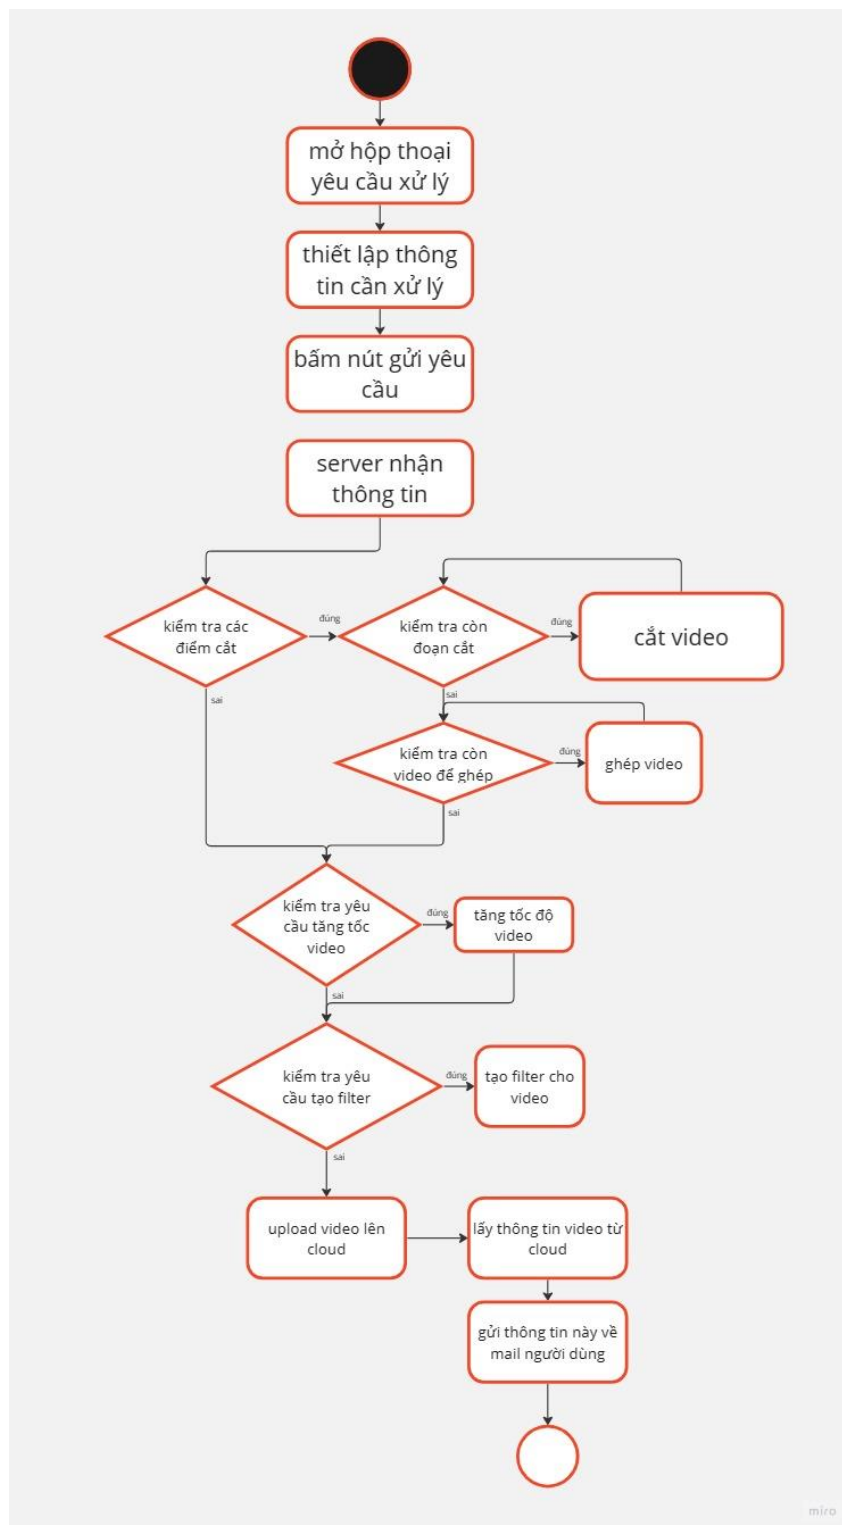 mở hộp thoại
yêu cầu xử lý
thiết lập thông
tin cần xử lý
bấm nút gửi yêu
cầu
server nhận
thông tin
kiểm tra các
điểm cắt
đúng
kiểm tra còn
đoạn cắt
đúng
cắt video
sai
sai
kiểm tra còn
video để ghép
đúng
ghép video
sai
kiểm tra yêu
cầu tăng tốc
video
đúng
tăng tốc độ
video
sai
kiểm tra yêu
cầu tạo filter
đúng
tạo filter cho
video
sai
upload video lên
cloud
lấy thông tin video từ
cloud
gửi thông tin này về
mail người dùng
miro